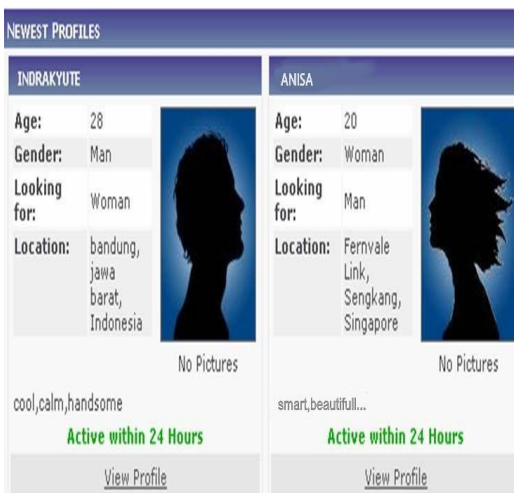 NEWEST PROFILES
INDRAKYUTE
Age: 28
Gender: Man
Looking for: Woman
Location: bandung,
jawa
barat,
Indonesia
No Pictures
cool,calm,handsome
Active within 24 Hours
View Profile
ANISA
Age: 20
Gender: Woman
Looking for: Man
Location: Fernvale
Link,
Sengkang,
Singapore
No Pictures
smart,beautifull...
Active within 24 Hours
View Profile